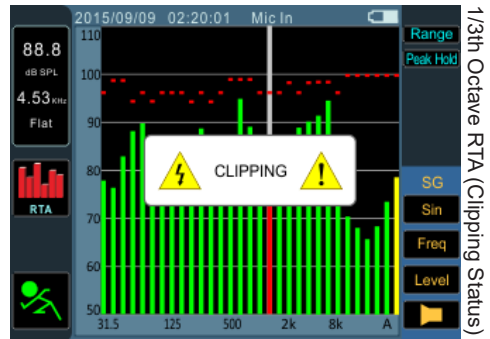 2015/09/09 02:20:01 Mic In
88.8
dB SPL
4.53 KHz
Flat
RTA
110
100
90
80
70
60
50
31.5 125 500 2k 8k A
CLIPPING
Range
Peak Hold
SG
Sin
Freq
Level
1/3th Octave RTA (Clipping Status)